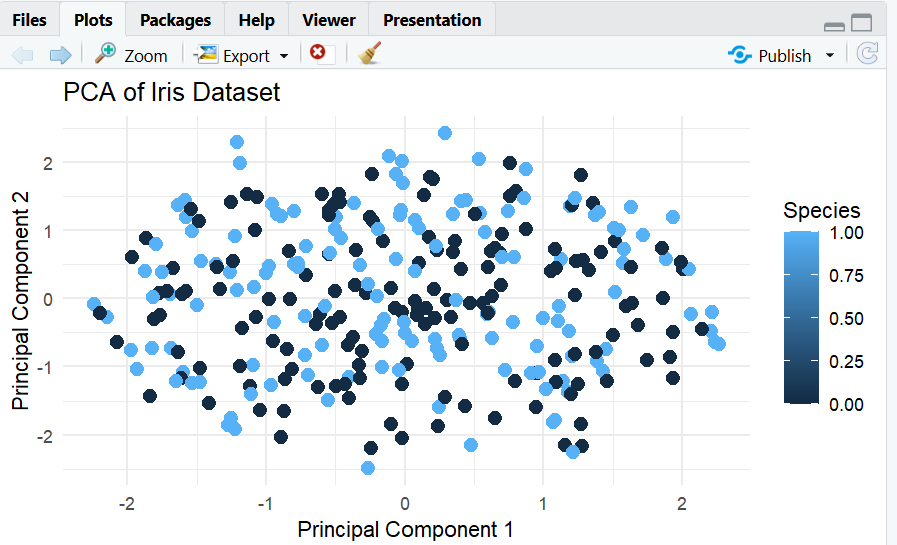 Files Plots Packages Help Viewer Presentation
Zoom Export Publish
PCA of Iris Dataset
Principal Component 2
2
1
0
-1
-2
-2 -1 0 1 2
Principal Component 1
Species
1.00
0.75
0.50
0.25
0.00